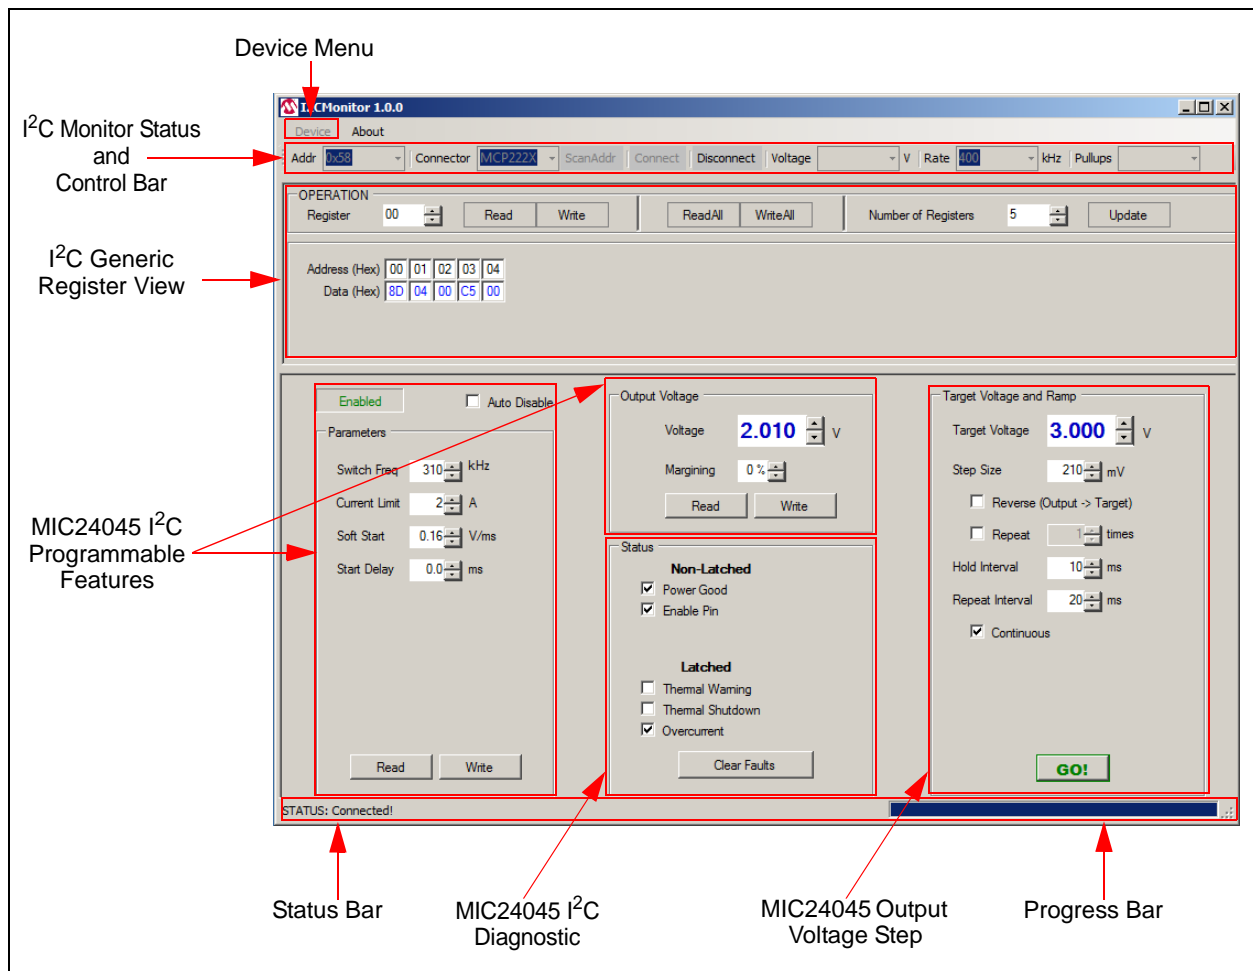 Device Menu
I2CMonitor 1.0.0
Device About
I²C Monitor Status
and
Control Bar
Addr 0x58 Connector MCP222X ScanAddr Connect Disconnect Voltage V Rate 400 kHz Pullups
OPERATION
Register 00 Read Write ReadAll WriteAll Number of Registers 5 Update
I²C Generic
Register View
Address (Hex) 00 01 02 03 04
Data (Hex) 8D 04 00 C5 00
Enabled Auto Disable
Parameters
Switch Freq 310 kHz
Current Limit 2 A
Soft Start 0.16 V/ms
Start Delay 0.0 ms
Read Write
MIC24045 I²C
Programmable
Features
Output Voltage
Voltage 2.010 V
Margining 0 %
Read Write
Status
Non-Latched
Power Good
Enable Pin
Latched
Thermal Warning
Thermal Shutdown
Overcurrent
Clear Faults
Target Voltage and Ramp
Target Voltage 3.000 V
Step Size 210 mV
Reverse (Output -> Target)
Repeat 1 times
Hold Interval 10 ms
Repeat Interval 20 ms
Continuous
GO!
STATUS: Connected!
Status Bar
MIC24045 I²C
Diagnostic
MIC24045 Output
Voltage Step
Progress Bar